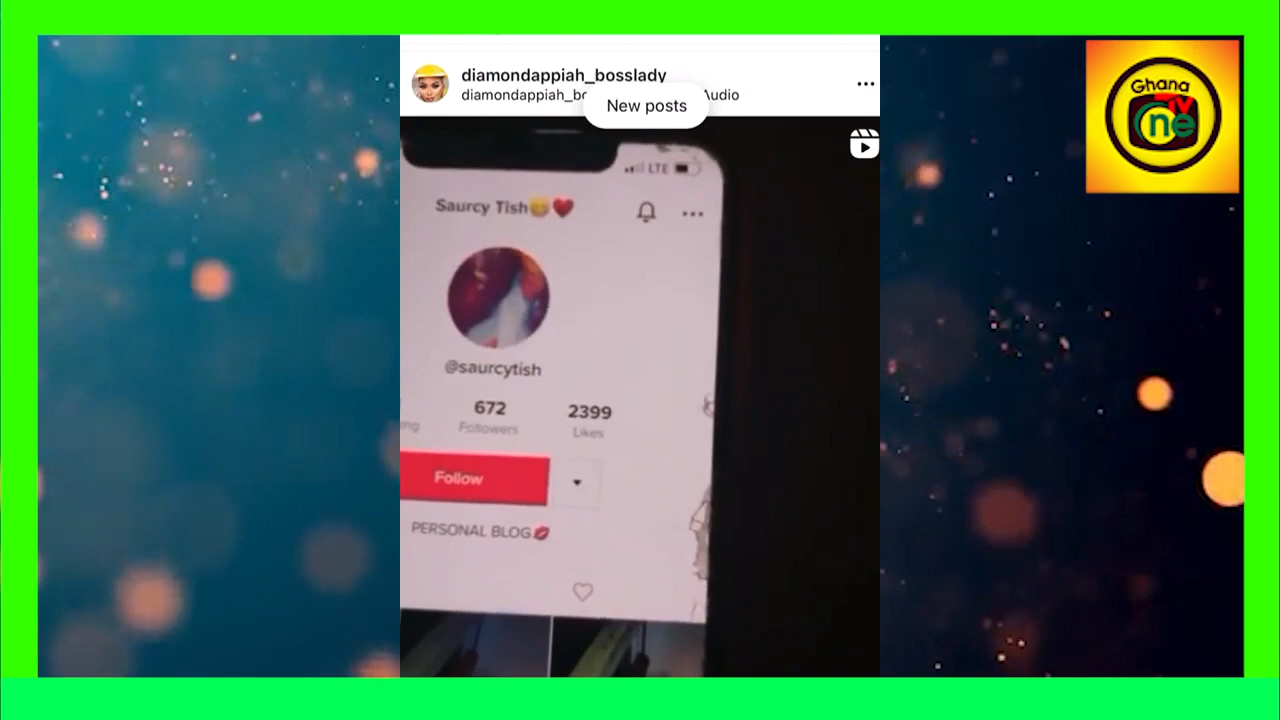 diamondappiah_bosslady
diamondappiah_bo
Audio
New posts
Ghana
TV
One
LTE
Saurcy Tish😁❤️
@saurcytish
672
2399
ng
Followers
Likes
Follow
PERSONAL BLOG💋